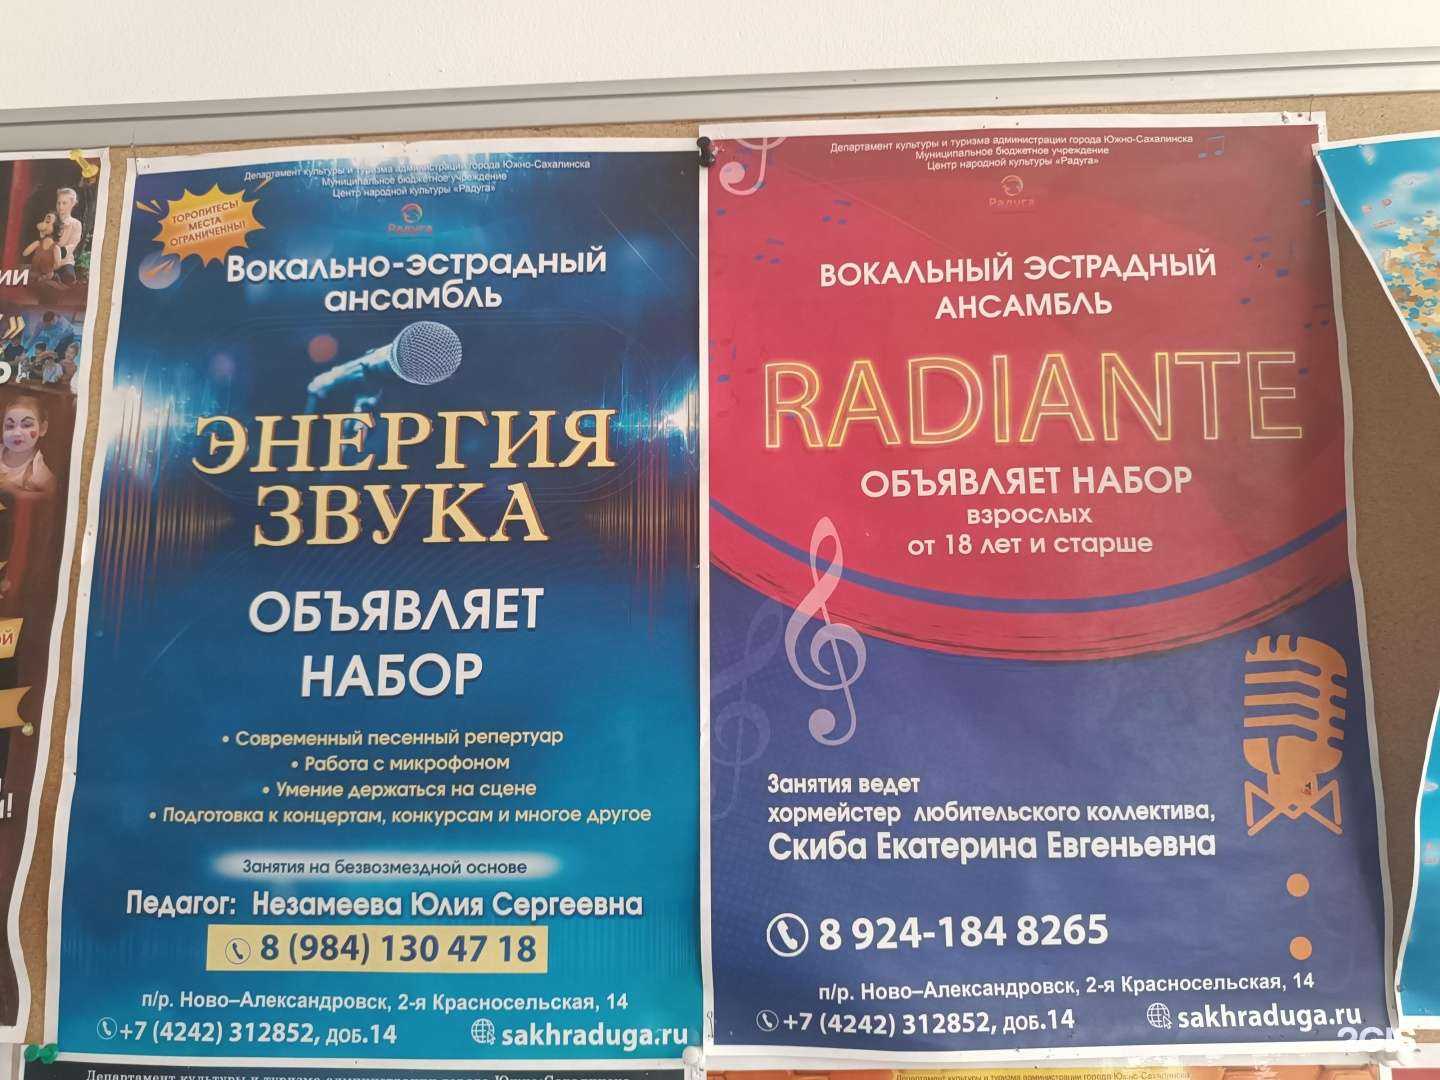 Департамент культуры и туризма администрации города Южно-Сахалинска
Муниципальное бюджетное учреждение
Центр народной культуры «Радуга»
Радуга
ТОРОПИТЕСЬ!
МЕСТА
ОГРАНИЧЕНЫ!
Вокально-эстрадный
ансамбль
ЭНЕРГИЯ
ЗВУКА
ОБЪЯВЛЯЕТ
НАБОР
• Современный песенный репертуар
• Работа с микрофоном
• Умение держаться на сцене
• Подготовка к концертам, конкурсам и многое другое
Занятия на безвозмездной основе
Педагог: Незамеева Юлия Сергеевна
8 (984) 130 47 18
п/р. Ново–Александровск, 2-я Красносельская, 14
+7 (4242) 312852, ДОБ.14
sakhraduga.ru
Департамент культуры и туризма администрации города Южно-Сахалинска
Муниципальное бюджетное учреждение
Центр народной культуры «Радуга»
Радуга
ВОКАЛЬНЫЙ ЭСТРАДНЫЙ
АНСАМБЛЬ
RADIANTE
ОБЪЯВЛЯЕТ НАБОР
взрослых
от 18 лет и старше
Занятия ведет
хормейстер любительского коллектива,
Скиба Екатерина Евгеньевна
8 924-184 8265
п/р. Ново–Александровск, 2-я Красносельская, 14
+7 (4242) 312852, ДОБ.14
sakhraduga.ru
2GIS